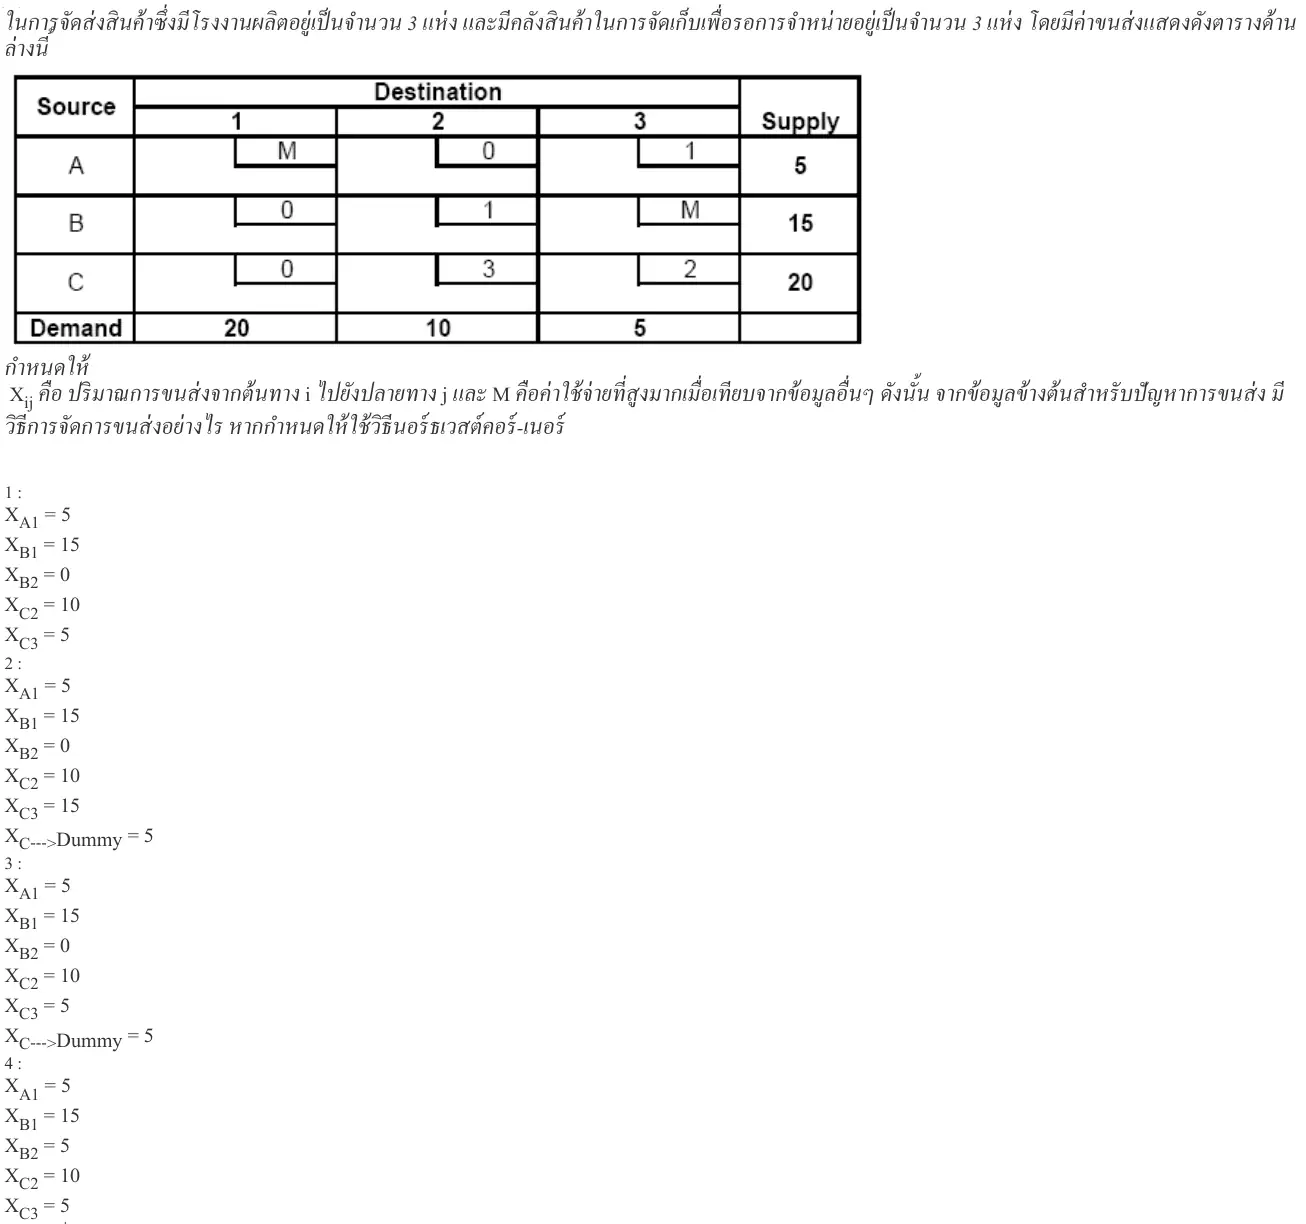 ในการจัดส่งสินค้าซึ่งมีโรงงานผลิตอยู่เป็นจำนวน 3 แห่ง และมีคลังสินค้าในการจัดเก็บเพื่อรอการจำหน่ายอยู่เป็นจำนวน 3 แห่ง โดยมีค่าขนส่งแสดงดังตารางด้าน
ล่างนี้
Source Destination Supply
1 2 3
A M 0 1 5
B 0 1 M 15
C 0 3 2 20
Demand 20 10 5
กำหนดให้
Xij คือ ปริมาณการขนส่งจากต้นทาง i ไปยังปลายทาง j และ M คือค่าใช้จ่ายที่สูงมากเมื่อเทียบจากข้อมูลอื่นๆ ดังนั้น จากข้อมูลข้างต้นสำหรับปัญหาการขนส่ง มี
วิธีการจัดการขนส่งอย่างไร หากกำหนดให้ใช้วิธีนอร์ธเวสต์คอร์-เนอร์
1 :
XA1 = 5
XB1 = 15
XB2 = 0
XC2 = 10
XC3 = 5
2 :
XA1 = 5
XB1 = 15
XB2 = 0
XC2 = 10
XC3 = 15
XC--->Dummy = 5
3 :
XA1 = 5
XB1 = 15
XB2 = 0
XC2 = 10
XC3 = 5
XC--->Dummy = 5
4 :
XA1 = 5
XB1 = 15
XB2 = 5
XC2 = 10
XC3 = 5